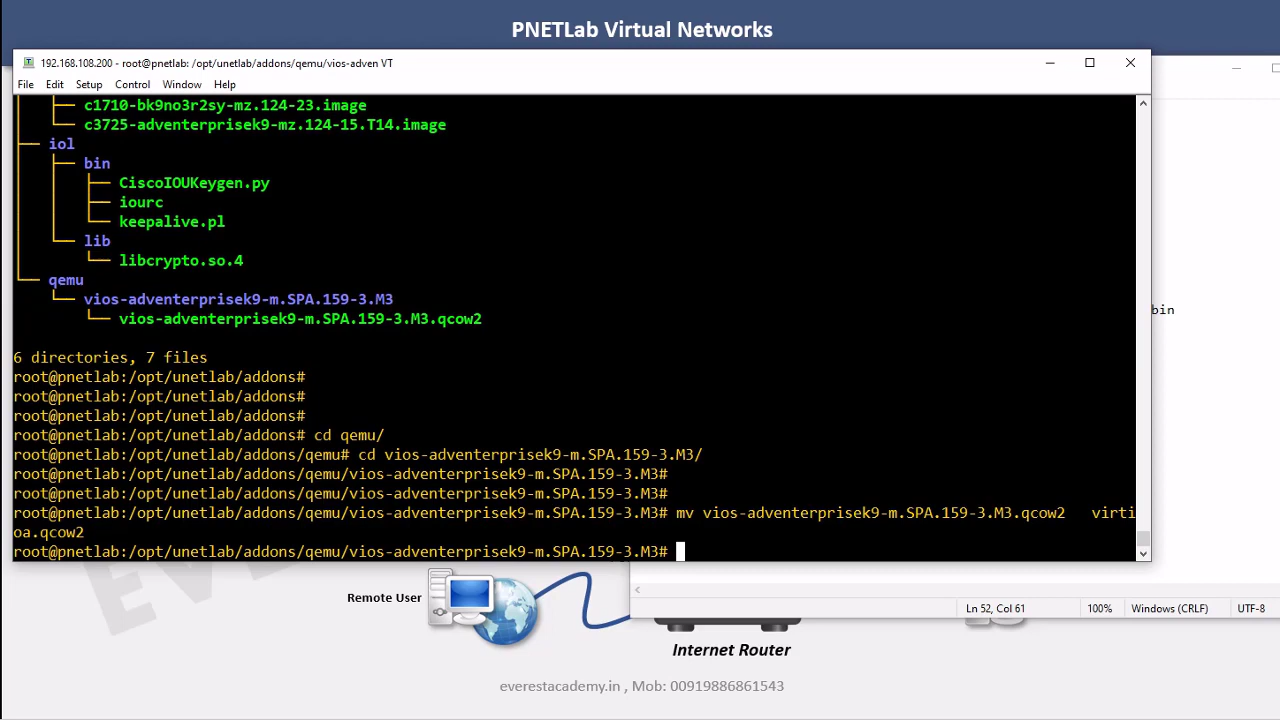 PNETLab Virtual Networks
192.168.108.200 - root@pnetlab: /opt/unetlab/addons/qemu/vios-adven VT
File Edit Setup Control Window Help
├── c1710-bk9no3r2sy-mz.124-23.image
└── c3725-adventerprisek9-mz.124-15.T14.image
├── iol
├── bin
├── CiscoIOUKeygen.py
├── iourc
└── keepalive.pl
└── lib
└── libcrypto.so.4
└── qemu
└── vios-adventerprisek9-m.SPA.159-3.M3
└── vios-adventerprisek9-m.SPA.159-3.M3.qcow2
6 directories, 7 files
root@pnetlab:/opt/unetlab/addons#
root@pnetlab:/opt/unetlab/addons#
root@pnetlab:/opt/unetlab/addons#
root@pnetlab:/opt/unetlab/addons# cd qemu/
root@pnetlab:/opt/unetlab/addons/qemu# cd vios-adventerprisek9-m.SPA.159-3.M3/
root@pnetlab:/opt/unetlab/addons/qemu/vios-adventerprisek9-m.SPA.159-3.M3#
root@pnetlab:/opt/unetlab/addons/qemu/vios-adventerprisek9-m.SPA.159-3.M3#
root@pnetlab:/opt/unetlab/addons/qemu/vios-adventerprisek9-m.SPA.159-3.M3# mv vios-adventerprisek9-m.SPA.159-3.M3.qcow2   virti
oa.qcow2
root@pnetlab:/opt/unetlab/addons/qemu/vios-adventerprisek9-m.SPA.159-3.M3#
bin
Remote User
Ln 52, Col 61 100% Windows (CRLF) UTF-8
Internet Router
everestacademy.in , Mob: 00919886861543